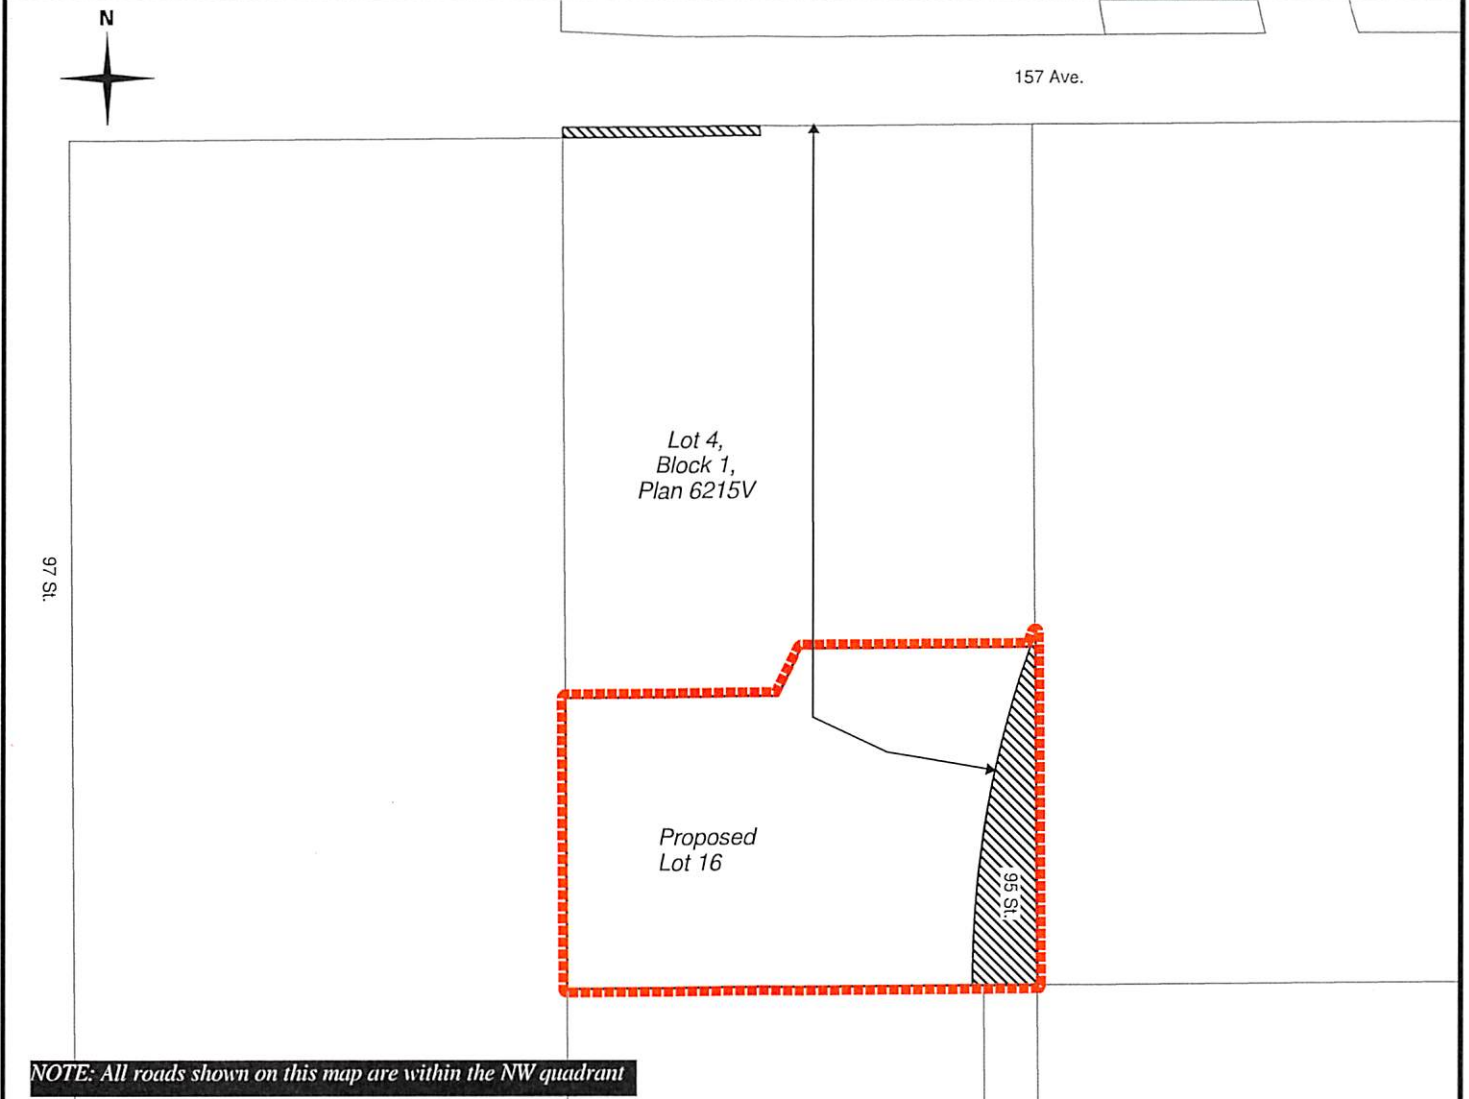 N
157 Ave.
Lot 4,
Block 1,
Plan 6215V
97 St.
Proposed
Lot 16
95 St.
NOTE: All roads shown on this map are within the NW quadrant